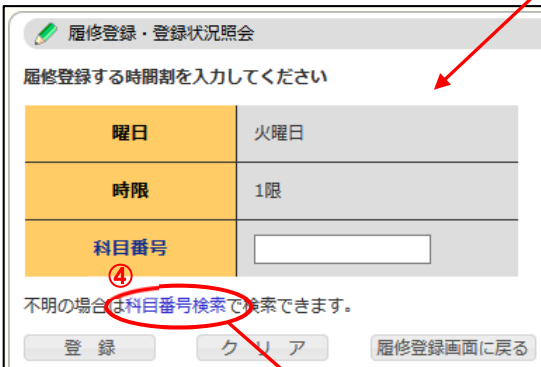 履修登録・登録状況照会
履修登録する時間割を入力してください
曜日 火曜日
時限 1限
科目番号
④
不明の場合は科目番号検索で検索できます。
登 録 ク リ ア 履修登録画面に戻る